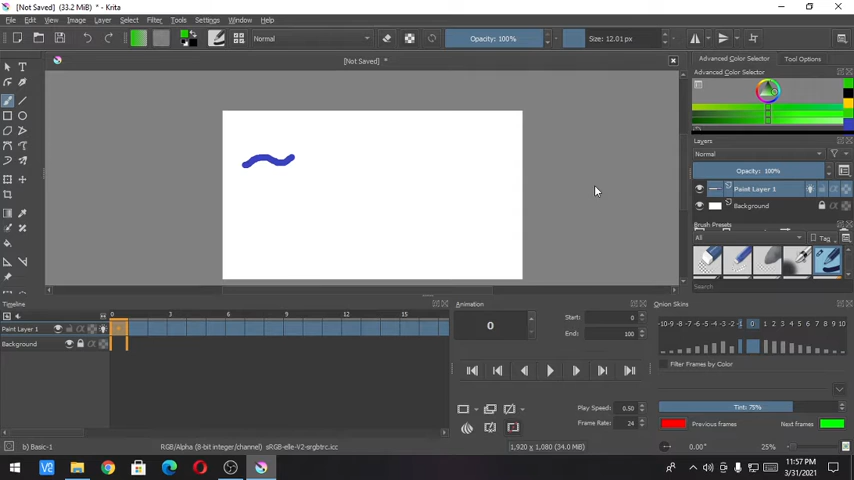 [Not Saved] (33.2 MiB) * - Krita
File Edit View Image Layer Select Filter Tools Settings Window Help
Normal Opacity: 100% Size: 12.01 px
[Not Saved] *
Advanced Color Selector Tool Options
Advanced Color Selector
Layers
Normal
Opacity: 100%
Paint Layer 1
Background
Brush Presets
All Tag
Search
Timeline
0 3 6 9 12 15
Paint Layer 1
Background
Animation
0
Start: 0
End: 100
Play Speed: 0.50
Frame Rate: 24
Onion Skins
-10 -9 -8 -7 -6 -5 -4 -3 -2 -1 0 1 2 3 4 5 6 7 8 9 10
Filter Frames by Color
Tint: 75%
Previous frames Next frames
b) Basic-1 RGB/Alpha (8-bit integer/channel) sRGB-elle-V2-srgbtrc.icc 1,920 x 1,080 (34.0 MiB) 0.00° 25%
11:57 PM
3/31/2021